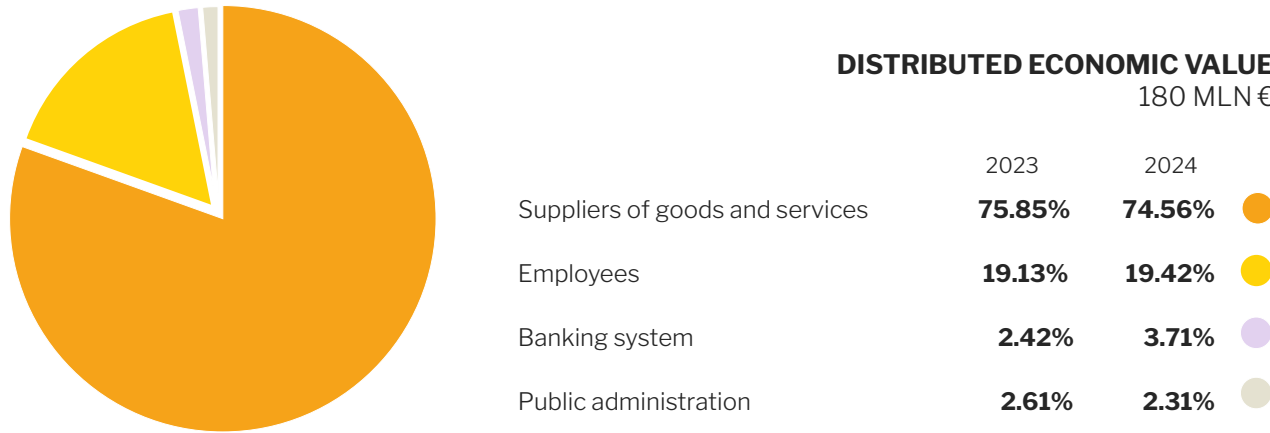 DISTRIBUTED ECONOMIC VALUE
180 MLN €
2023 2024
Suppliers of goods and services 75.85% 74.56%
Employees 19.13% 19.42%
Banking system 2.42% 3.71%
Public administration 2.61% 2.31%